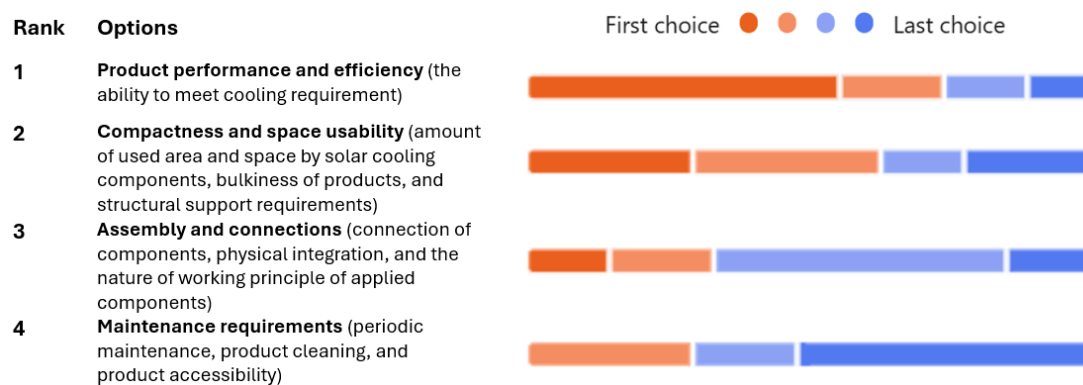 Rank Options First choice Last choice
1 Product performance and efficiency (the
ability to meet cooling requirement)
2 Compactness and space usability (amount
of used area and space by solar cooling
components, bulkiness of products, and
structural support requirements)
3 Assembly and connections (connection of
components, physical integration, and the
nature of working principle of applied
components)
4 Maintenance requirements (periodic
maintenance, product cleaning, and
product accessibility)